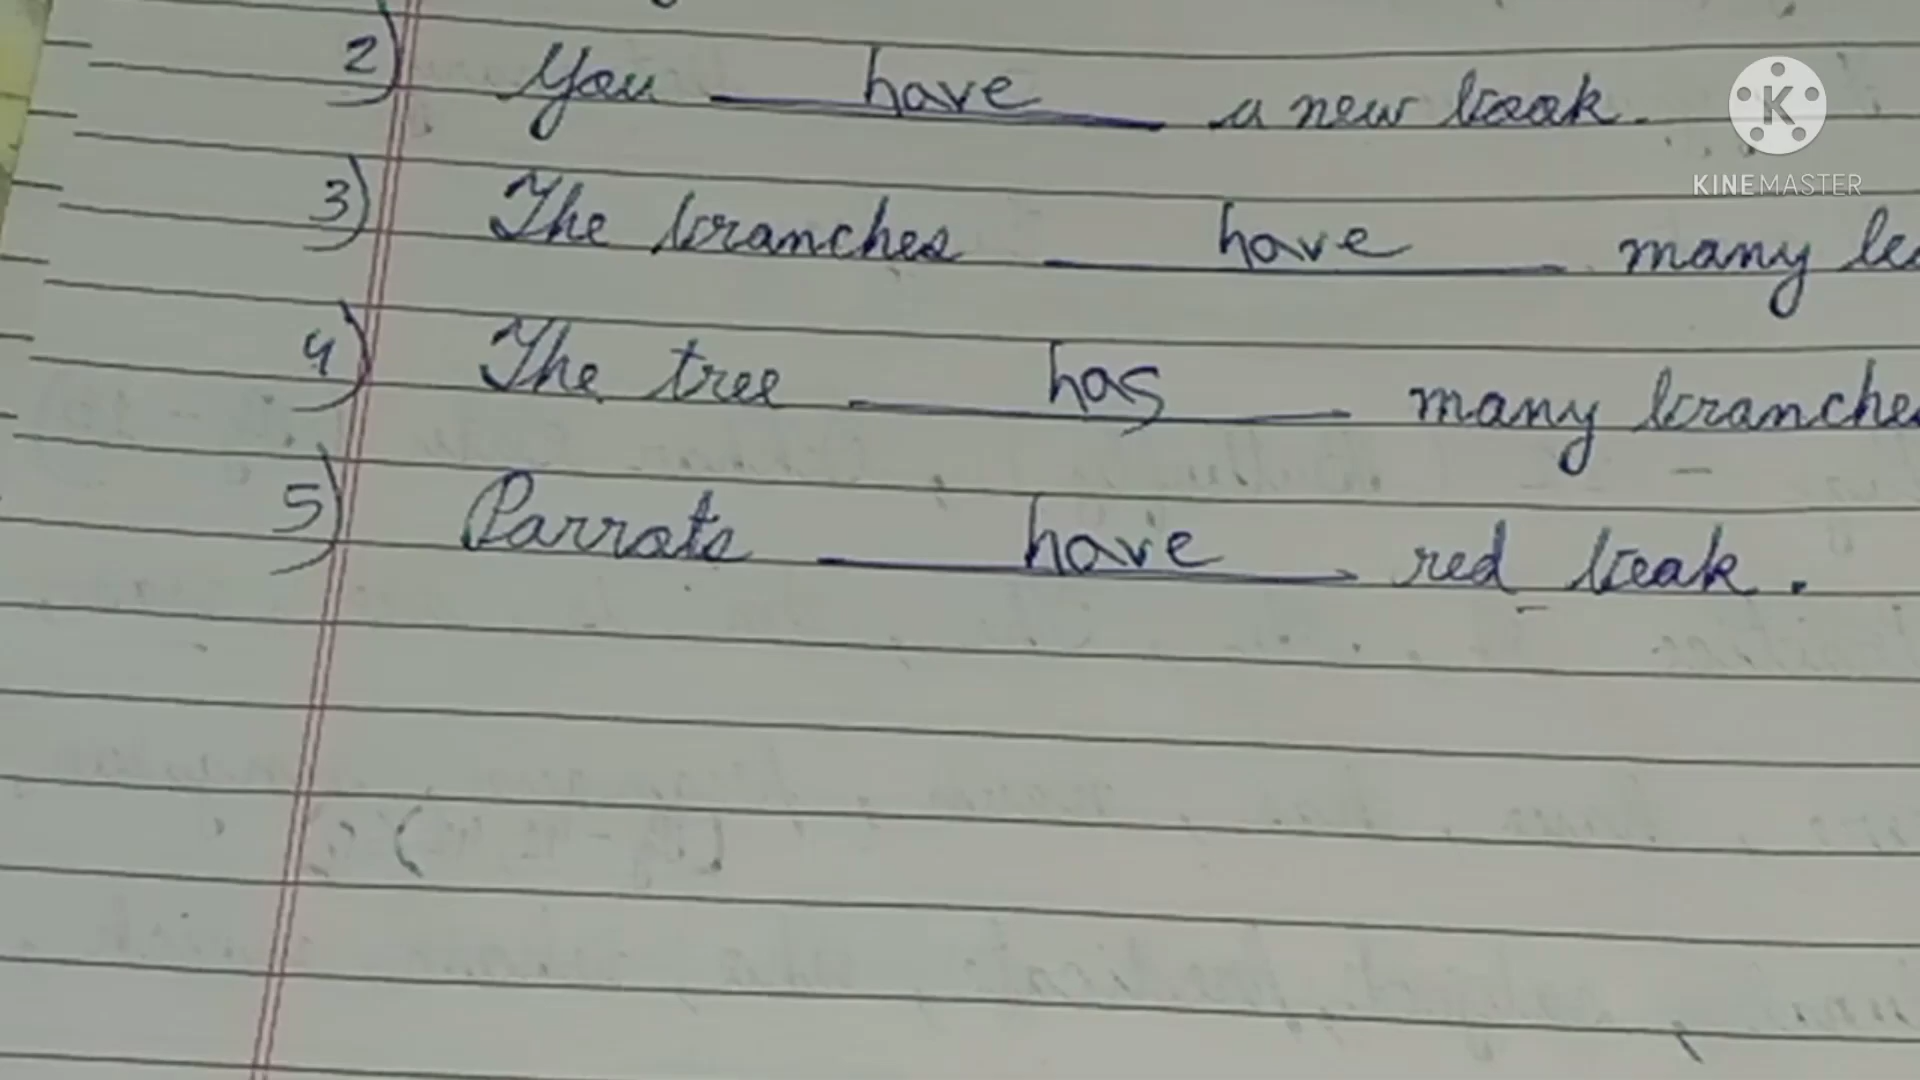 2) You have a new book.
KINEMASTER
3) The branches have many
4) The tree has many branches
5) Parrots have red beak.